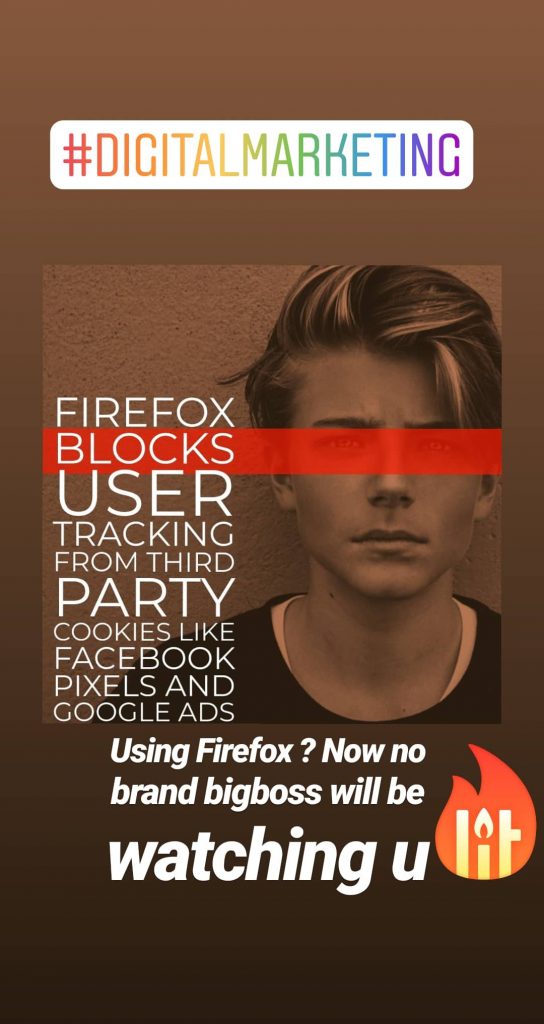 #DIGITALMARKETING
FIREFOX
BLOCKS
USER
TRACKING
FROM THIRD
PARTY
COOKIES LIKE
FACEBOOK
PIXELS AND
GOOGLE ADS
Using Firefox ? Now no
brand bigboss will be
watching u
lit